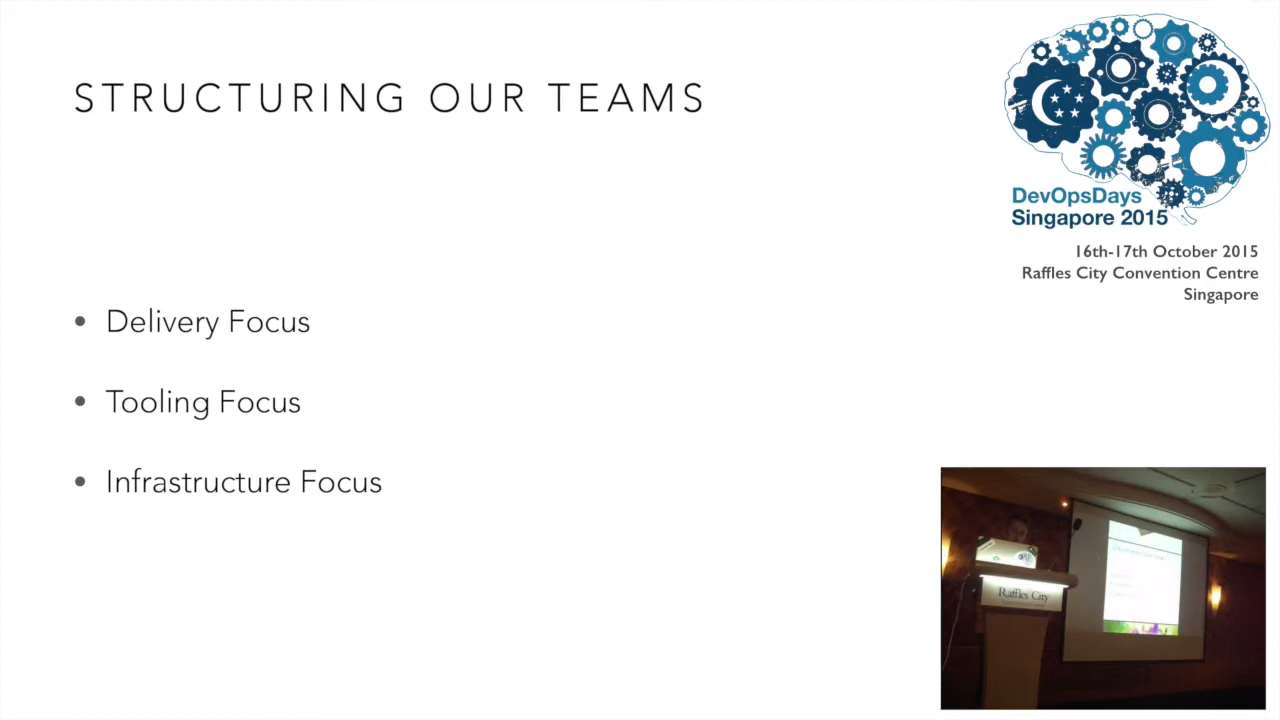 STRUCTURING OUR TEAMS
DevOpsDays
Singapore 2015
16th-17th October 2015
Raffles City Convention Centre
Singapore
• Delivery Focus
• Tooling Focus
• Infrastructure Focus
Raffles City